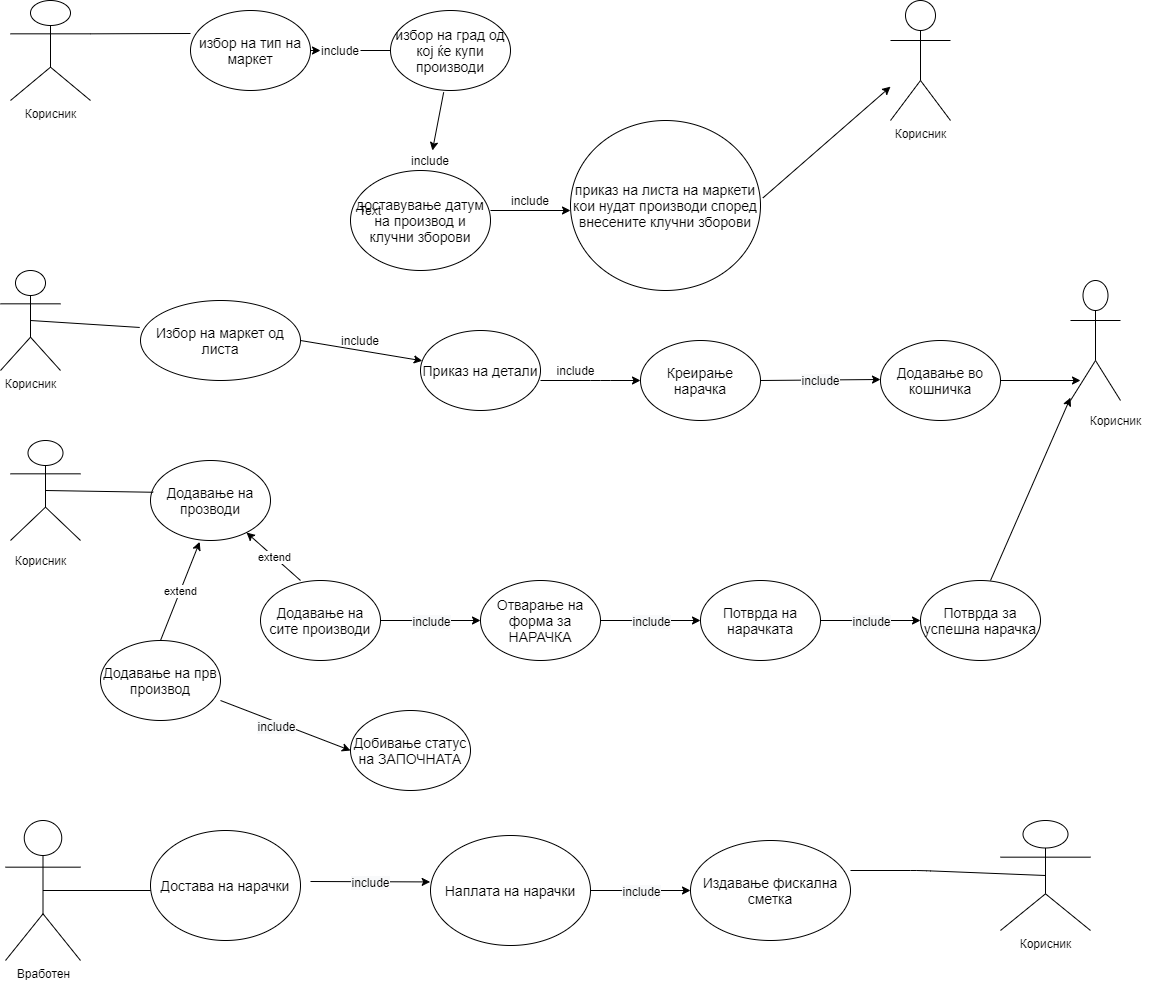 избор на тип на
маркет
include
избор на град од
кој ќе купи
производи
Корисник
Корисник
include
доставување датум
Text
на производ и
клучни зборови
include
приказ на листа на маркети
кои нудат производи според
внесените клучни зборови
Корисник
Избор на маркет од
листа
include
Приказ на детали
include
Креирање
нарачка
include
Додавање во
кошничка
Корисник
Корисник
Додавање на
прозводи
extend
extend
Додавање на
сите производи
include
Отварање на
форма за
НАРАЧКА
include
Потврда на
нарачката
include
Потврда за
успешна нарачка
Додавање на прв
производ
include
Добивање статус
на ЗАПОЧНАТА
Вработен
Достава на нарачки
include
Наплата на нарачки
include
Издавање фискална
сметка
Корисник